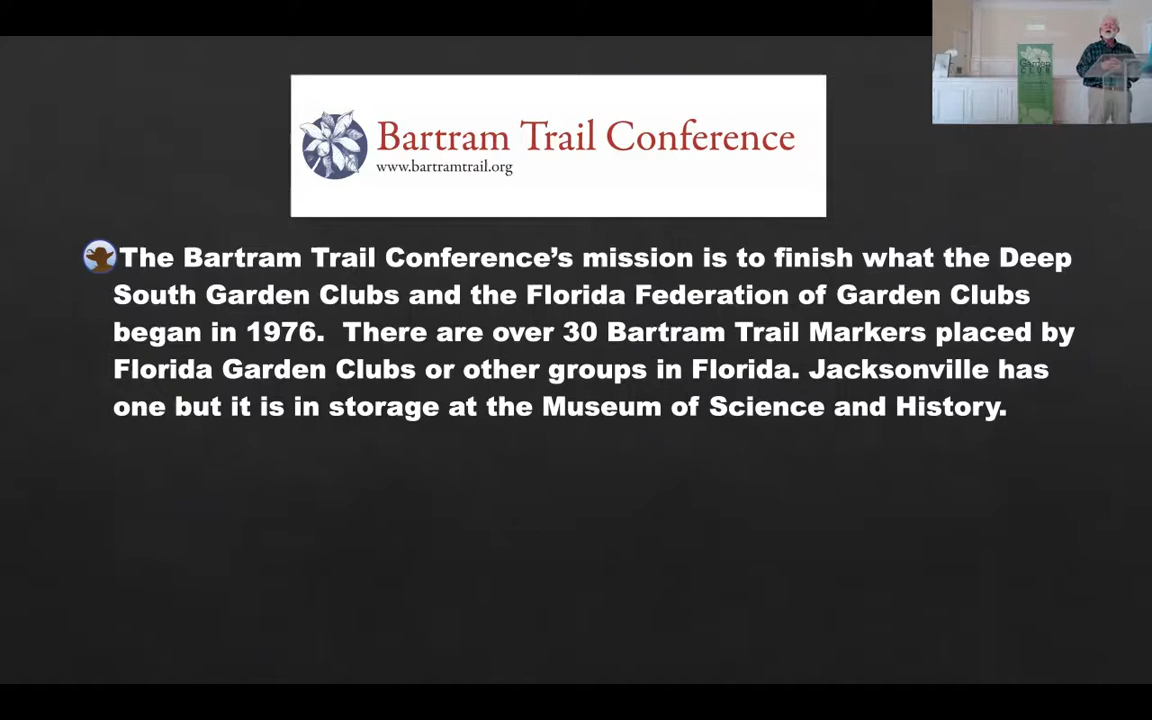 Garden
CLUB
Bartram Trail Conference
www.bartramtrail.org
The Bartram Trail Conference’s mission is to finish what the Deep
South Garden Clubs and the Florida Federation of Garden Clubs
began in 1976.  There are over 30 Bartram Trail Markers placed by
Florida Garden Clubs or other groups in Florida. Jacksonville has
one but it is in storage at the Museum of Science and History.